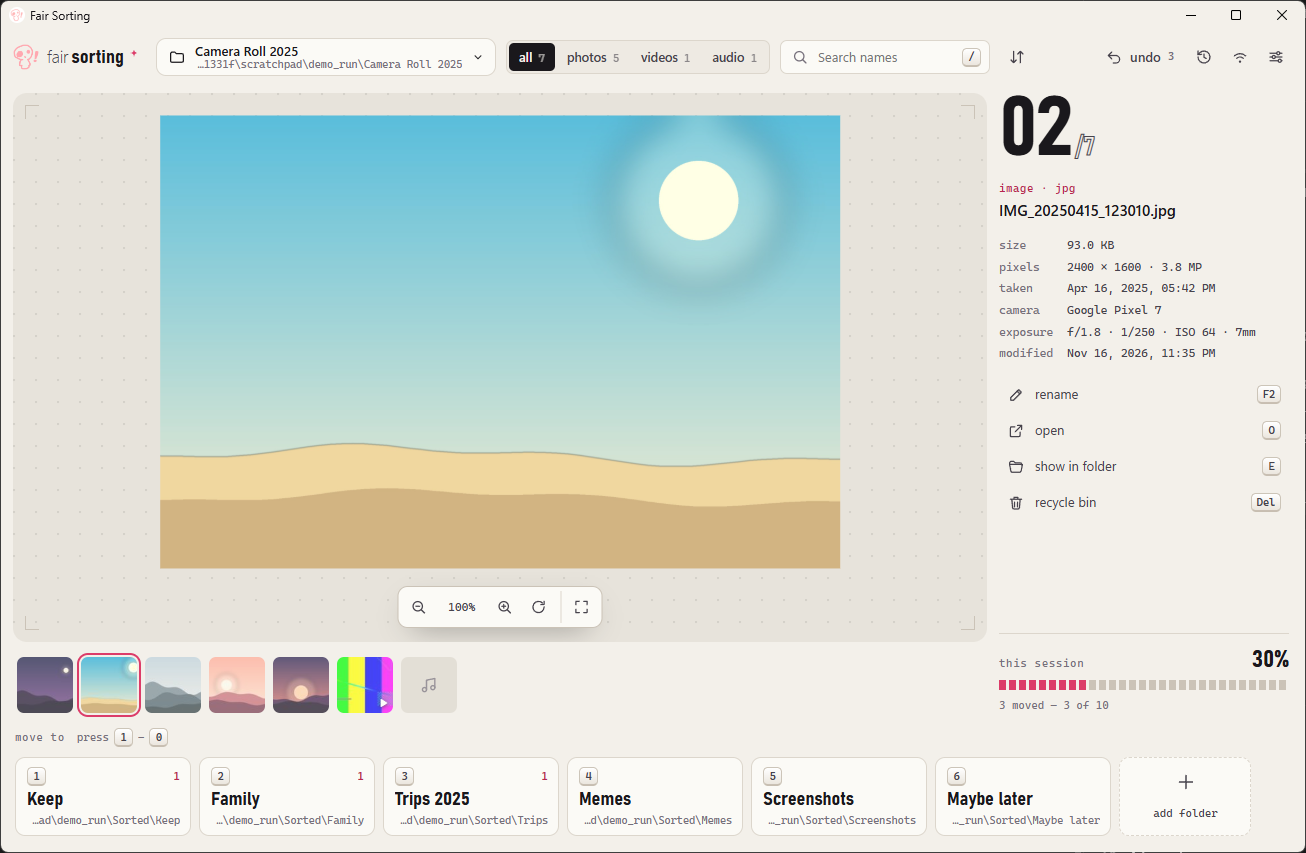 Fair Sorting
fair sorting
Camera Roll 2025
…1331f\scratchpad\demo_run\Camera Roll 2025
all 7 photos 5 videos 1 audio 1
Search names /
undo 3
02/7
image · jpg
IMG_20250415_123010.jpg
size 93.0 KB
pixels 2400 × 1600 · 3.8 MP
taken Apr 16, 2025, 05:42 PM
camera Google Pixel 7
exposure f/1.8 · 1/250 · ISO 64 · 7mm
modified Nov 16, 2026, 11:35 PM
rename F2
open O
show in folder E
recycle bin Del
100%
this session 30%
3 moved — 3 of 10
move to press 1 — 0
1 1
Keep
…ad\demo_run\Sorted\Keep
2 1
Family
…\demo_run\Sorted\Family
3 1
Trips 2025
…d\demo_run\Sorted\Trips
4
Memes
…d\demo_run\Sorted\Memes
5
Screenshots
…_run\Sorted\Screenshots
6
Maybe later
…_run\Sorted\Maybe later
add folder